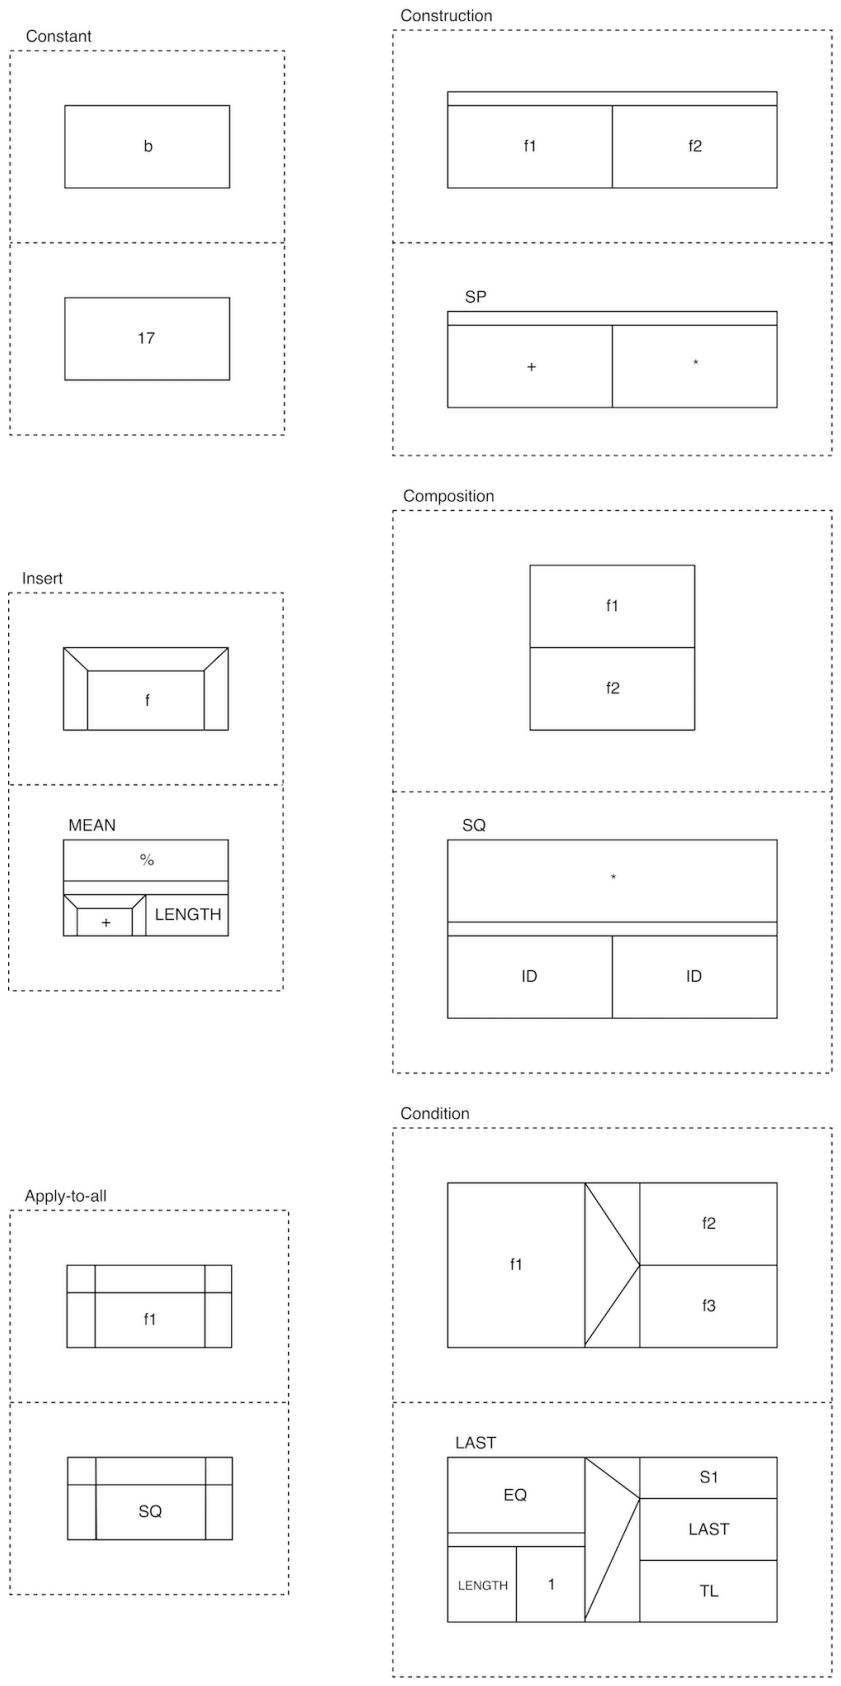 Constant
b
17
Construction
f1 f2
SP
+ *
Insert
f
MEAN
%
+ LENGTH
Composition
f1
f2
SQ
*
ID ID
Apply-to-all
f1
SQ
Condition
f1
f2
f3
LAST
EQ
LENGTH 1
S1
LAST
TL